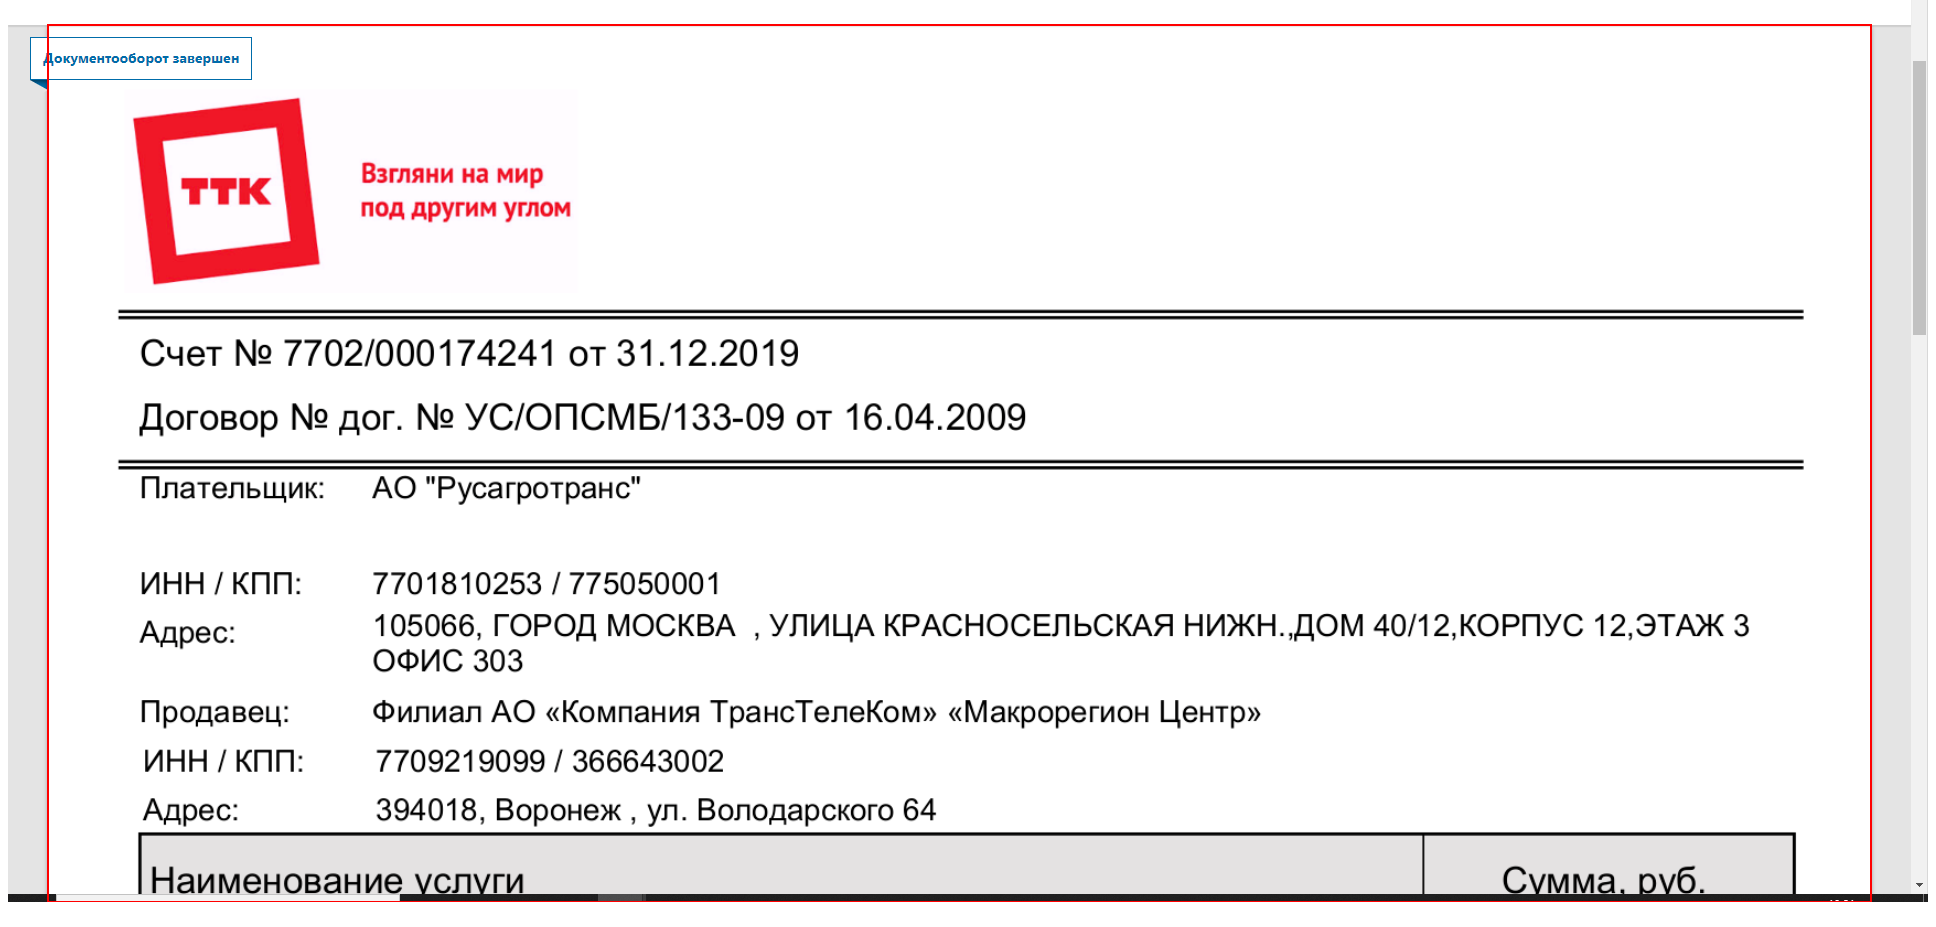 Документооборот завершен
ТТК
Взгляни на мир
под другим углом
Счет № 7702/000174241 от 31.12.2019
Договор № дог. № УС/ОПСМБ/133-09 от 16.04.2009
Плательщик: АО "Русагротранс"
ИНН / КПП: 7701810253 / 775050001
Адрес: 105066, ГОРОД МОСКВА , УЛИЦА КРАСНОСЕЛЬСКАЯ НИЖН.,ДОМ 40/12,КОРПУС 12,ЭТАЖ 3
ОФИС 303
Продавец: Филиал АО «Компания ТрансТелеКом» «Макрорегион Центр»
ИНН / КПП: 7709219099 / 366643002
Адрес: 394018, Воронеж , ул. Володарского 64
Наименование услуги Сумма, руб.